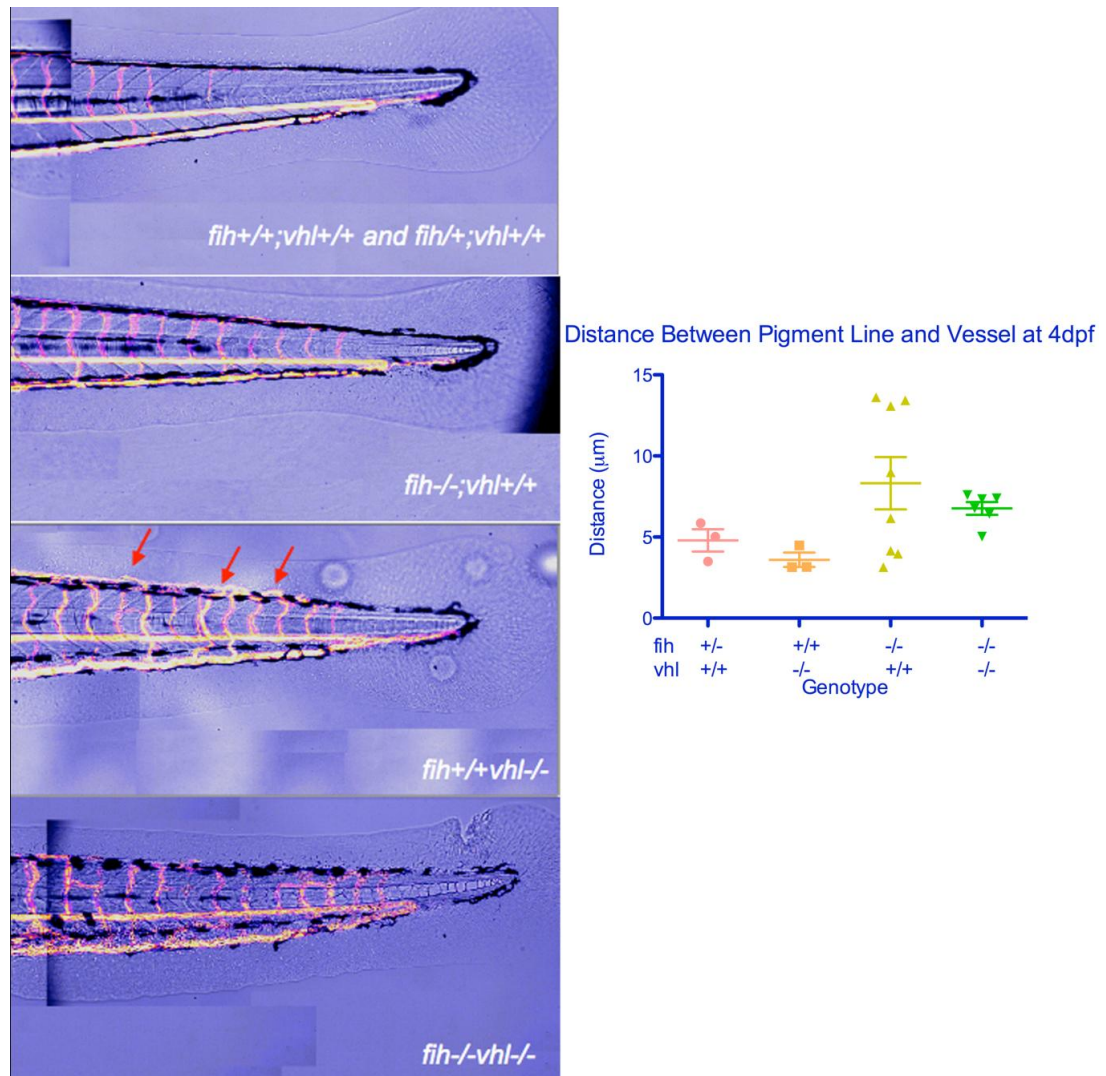 fih+/+;vhl+/+ and fih/+;vhl+/+
fih-/-;vhl+/+
fih+/+vhl-/-
fih-/-vhl-/-
Distance Between Pigment Line and Vessel at 4dpf
Distance (μm)
15
10
5
0
fih +/- +/+ -/- -/-
vhl +/+ -/- +/+ -/-
Genotype